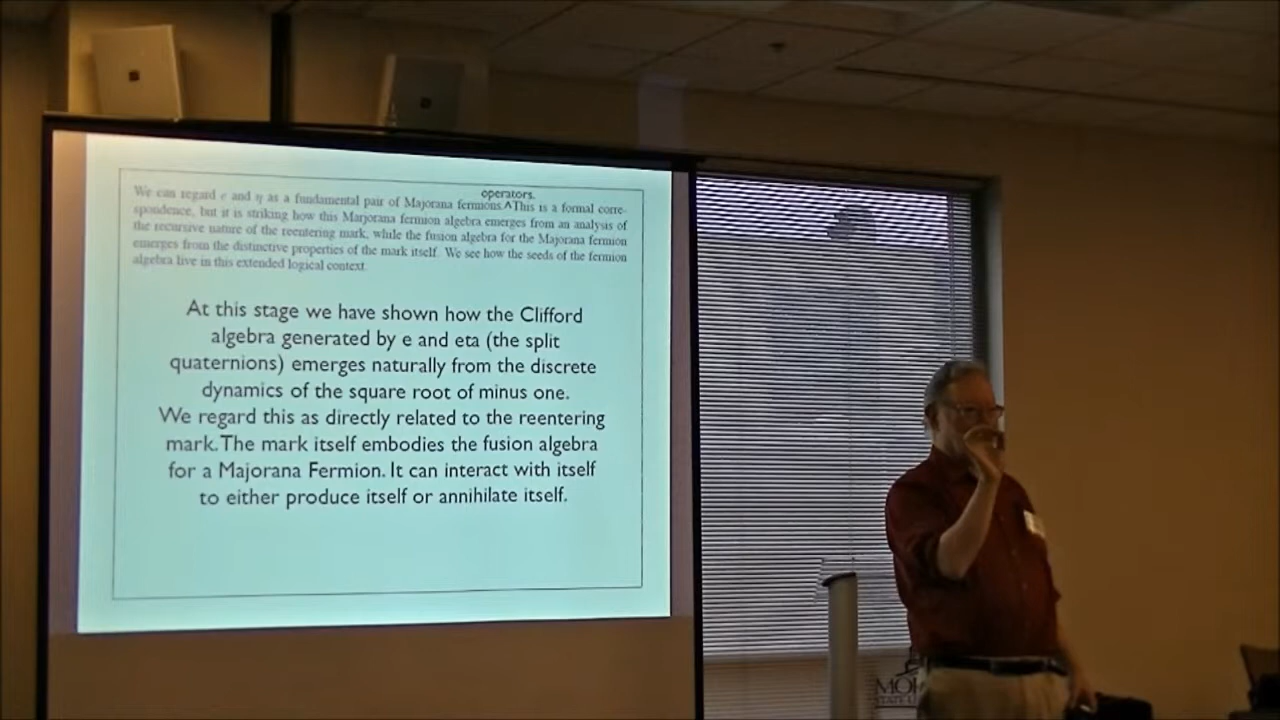 operators.
We can regard e and η as a fundamental pair of Majorana fermions.^This is a formal corre-
spondence, but it is striking how this Marjorana fermion algebra emerges from an analysis of
the recursive nature of the reentering mark, while the fusion algebra for the Majorana fermion
emerges from the distinctive properties of the mark itself. We see how the seeds of the fermion
algebra live in this extended logical context.
At this stage we have shown how the Clifford
algebra generated by e and eta (the split
quaternions) emerges naturally from the discrete
dynamics of the square root of minus one.
We regard this as directly related to the reentering
mark. The mark itself embodies the fusion algebra
for a Majorana Fermion. It can interact with itself
to either produce itself or annihilate itself.